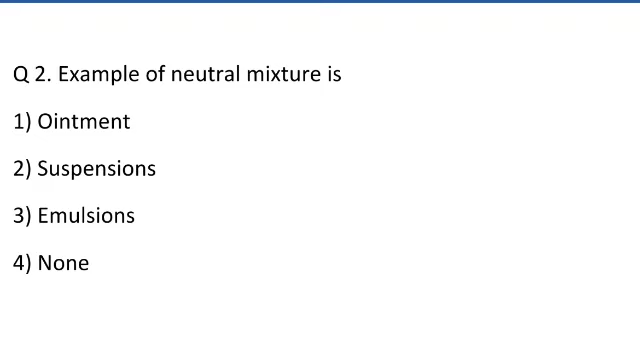 Q 2. Example of neutral mixture is
1) Ointment
2) Suspensions
3) Emulsions
4) None